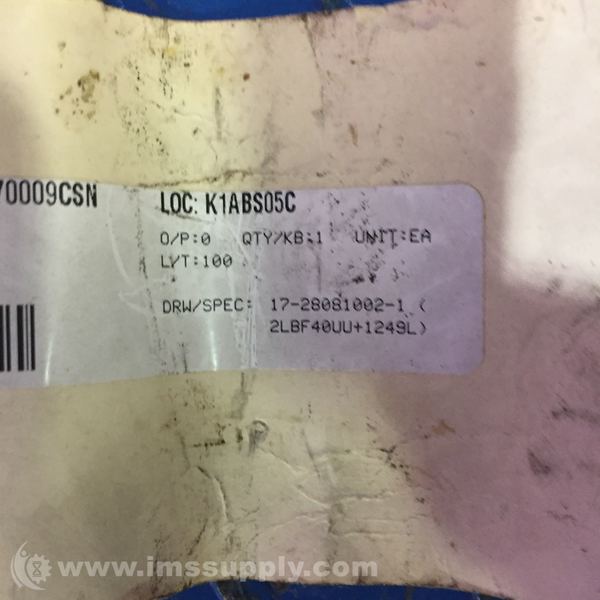 70009CSN
LOC: K1ABS05C
O/P:0 QTY/KB:1 UNIT:EA
L/T:100
DRW/SPEC: 17-28081002-1 (
2LBF40UU+1249L)
www.imssupply.com